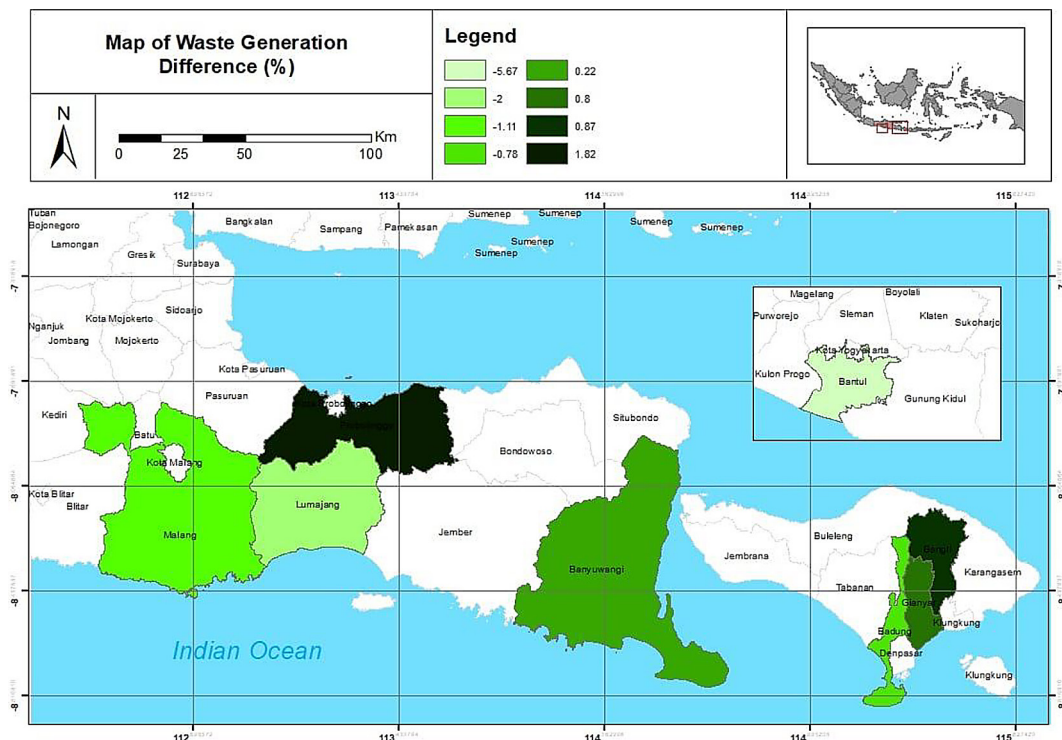 Map of Waste Generation
Difference (%)
N
0 25 50 100 Km
Legend
-5.67 0.22
-2 0.8
-1.11 0.87
-0.78 1.82
112 113 114 114 115
Tuban
Bojonegoro
Lamongan
Gresik
Surabaya
Bangkalan
Sampang
Pamekasan
Sumenep
Sumenep
Sumenep
Sumenep
Sumenep
Sumenep
Sidoarjo
Kota Mojokerto
Nganjuk
Jombang
Mojokerto
Kota Pasuruan
Pasuruan
Kediri
Batu
Kota Malang
Kota Blitar
Blitar
Malang
Lumajang
Jember
Bondowoso
Situbondo
Banyuwangi
Magelang
Boyolali
Purworejo
Sleman
Klaten
Sukoharjo
Kota Yogyakarta
Kulon Progo
Bantul
Gunung Kidul
Jembrana
Buleleng
Tabanan
Bangli
Karangasem
Gianyar
Klungkung
Badung
Denpasar
Klungkung
Indian Ocean
-7
-7
-8
-8
-8
112 113 114 114 115